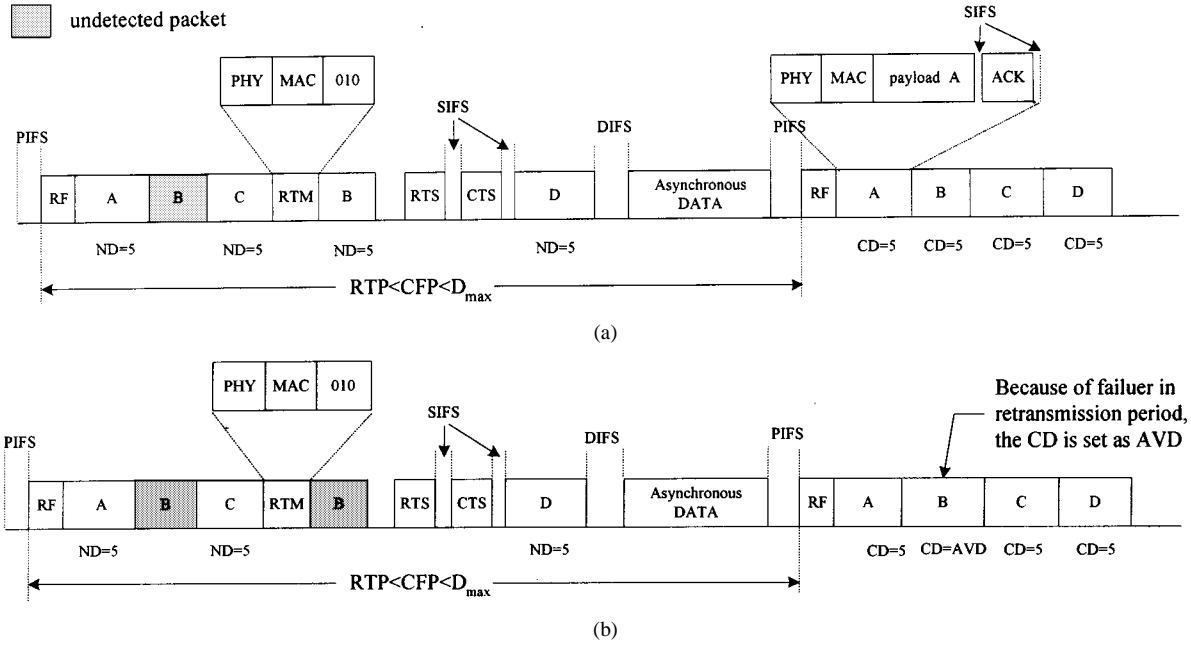 undetected packet
SIFS
PHY MAC 010
PHY MAC payload A ACK
SIFS
PIFS
DIFS
PIFS
RF A B C RTM B RTS CTS D Asynchronous
DATA
RF A B C D
ND=5 ND=5 ND=5 ND=5 CD=5 CD=5 CD=5 CD=5
RTP<CFP<Dmax
(a)
PHY MAC 010
Because of failuer in
retransmission period,
the CD is set as AVD
SIFS
PIFS
DIFS
PIFS
RF A B C RTM B RTS CTS D Asynchronous
DATA
RF A B C D
ND=5 ND=5 ND=5 CD=5 CD=AVD CD=5 CD=5
RTP<CFP<Dmax
(b)